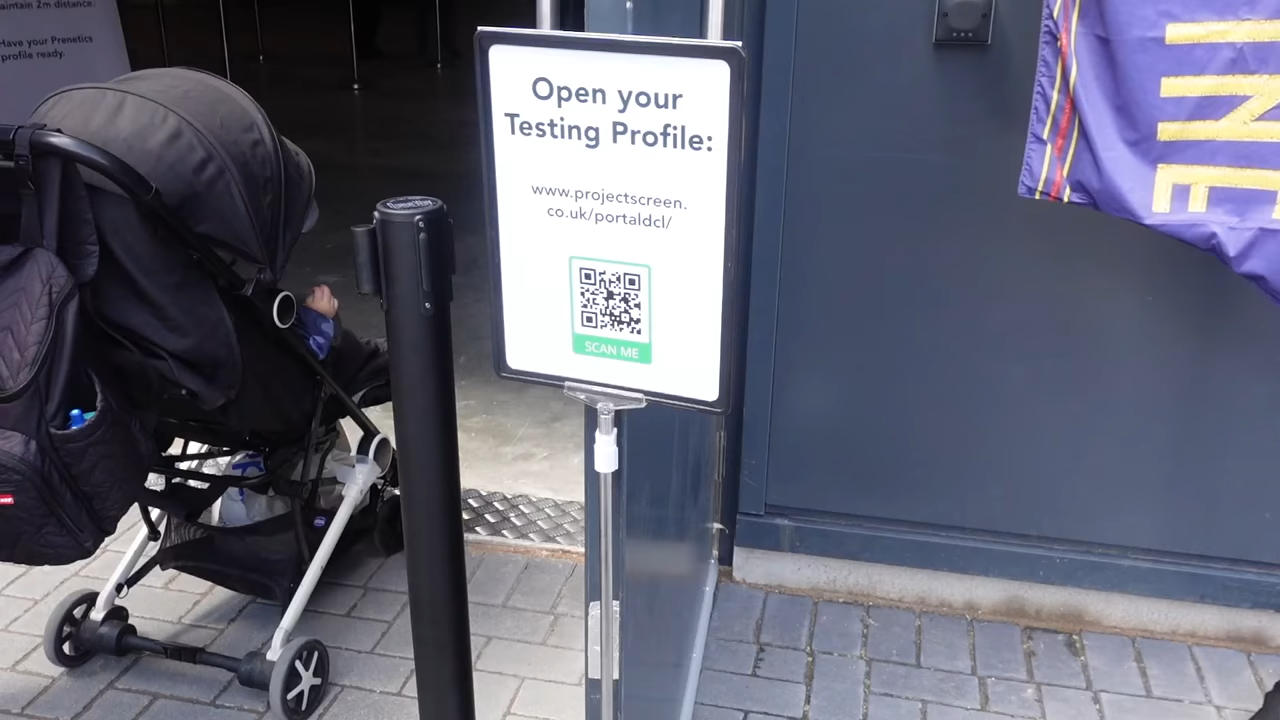 aintain 2m distance.
Have your Prenetics
profile ready.
Open your
Testing Profile:
www.projectscreen.
co.uk/portaldcl/
SCAN ME
INE